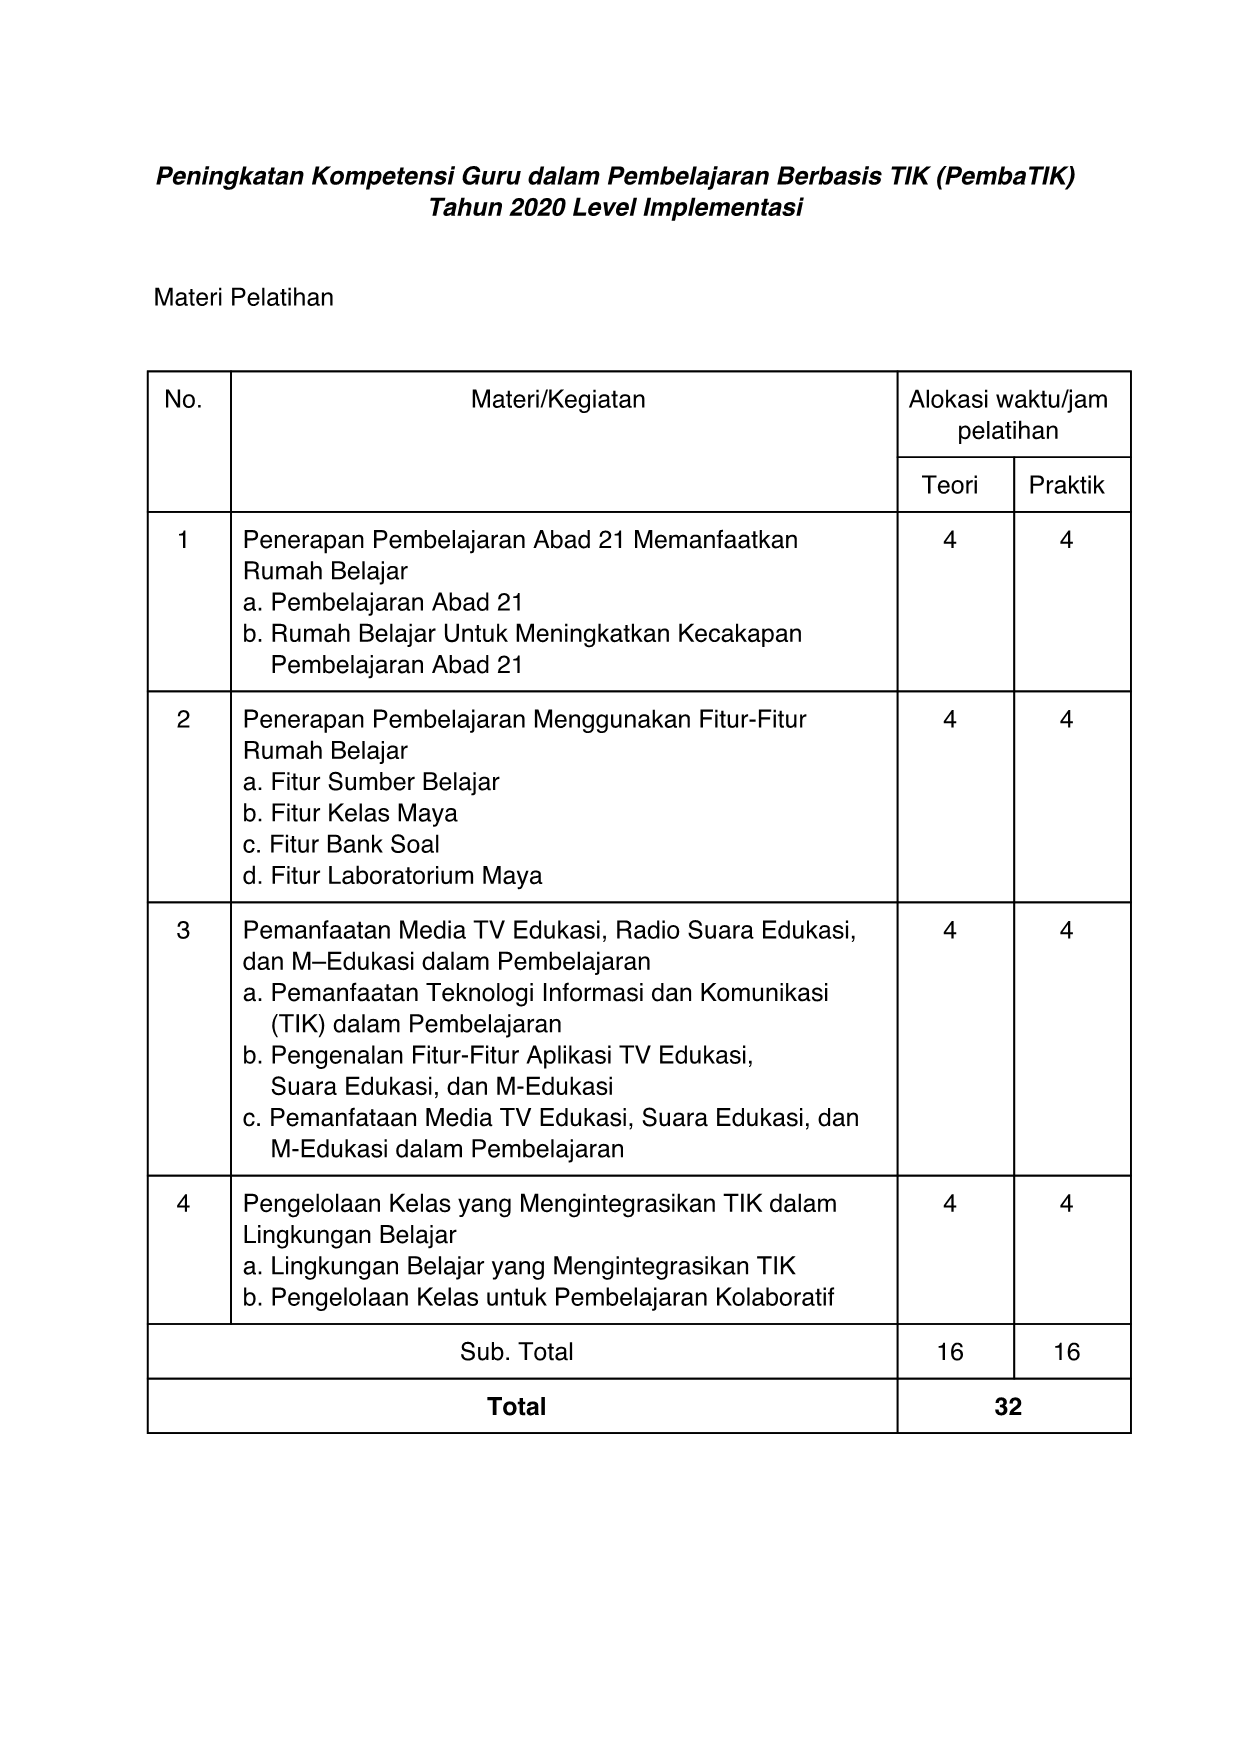 Peningkatan Kompetensi Guru dalam Pembelajaran Berbasis TIK (PembaTIK)
Tahun 2020 Level Implementasi
Materi Pelatihan
No.
Materi/Kegiatan
Alokasi waktu/jam
pelatihan
Teori
Praktik
1
Penerapan Pembelajaran Abad 21 Memanfaatkan
Rumah Belajar
a. Pembelajaran Abad 21
b. Rumah Belajar Untuk Meningkatkan Kecakapan
Pembelajaran Abad 21
4
4
2
Penerapan Pembelajaran Menggunakan Fitur-Fitur
Rumah Belajar
a. Fitur Sumber Belajar
b. Fitur Kelas Maya
c. Fitur Bank Soal
d. Fitur Laboratorium Maya
4
4
3
Pemanfaatan Media TV Edukasi, Radio Suara Edukasi,
dan M–Edukasi dalam Pembelajaran
a. Pemanfaatan Teknologi Informasi dan Komunikasi
(TIK) dalam Pembelajaran
b. Pengenalan Fitur-Fitur Aplikasi TV Edukasi,
Suara Edukasi, dan M-Edukasi
c. Pemanfataan Media TV Edukasi, Suara Edukasi, dan
M-Edukasi dalam Pembelajaran
4
4
4
Pengelolaan Kelas yang Mengintegrasikan TIK dalam
Lingkungan Belajar
a. Lingkungan Belajar yang Mengintegrasikan TIK
b. Pengelolaan Kelas untuk Pembelajaran Kolaboratif
4
4
Sub. Total
16
16
Total
32